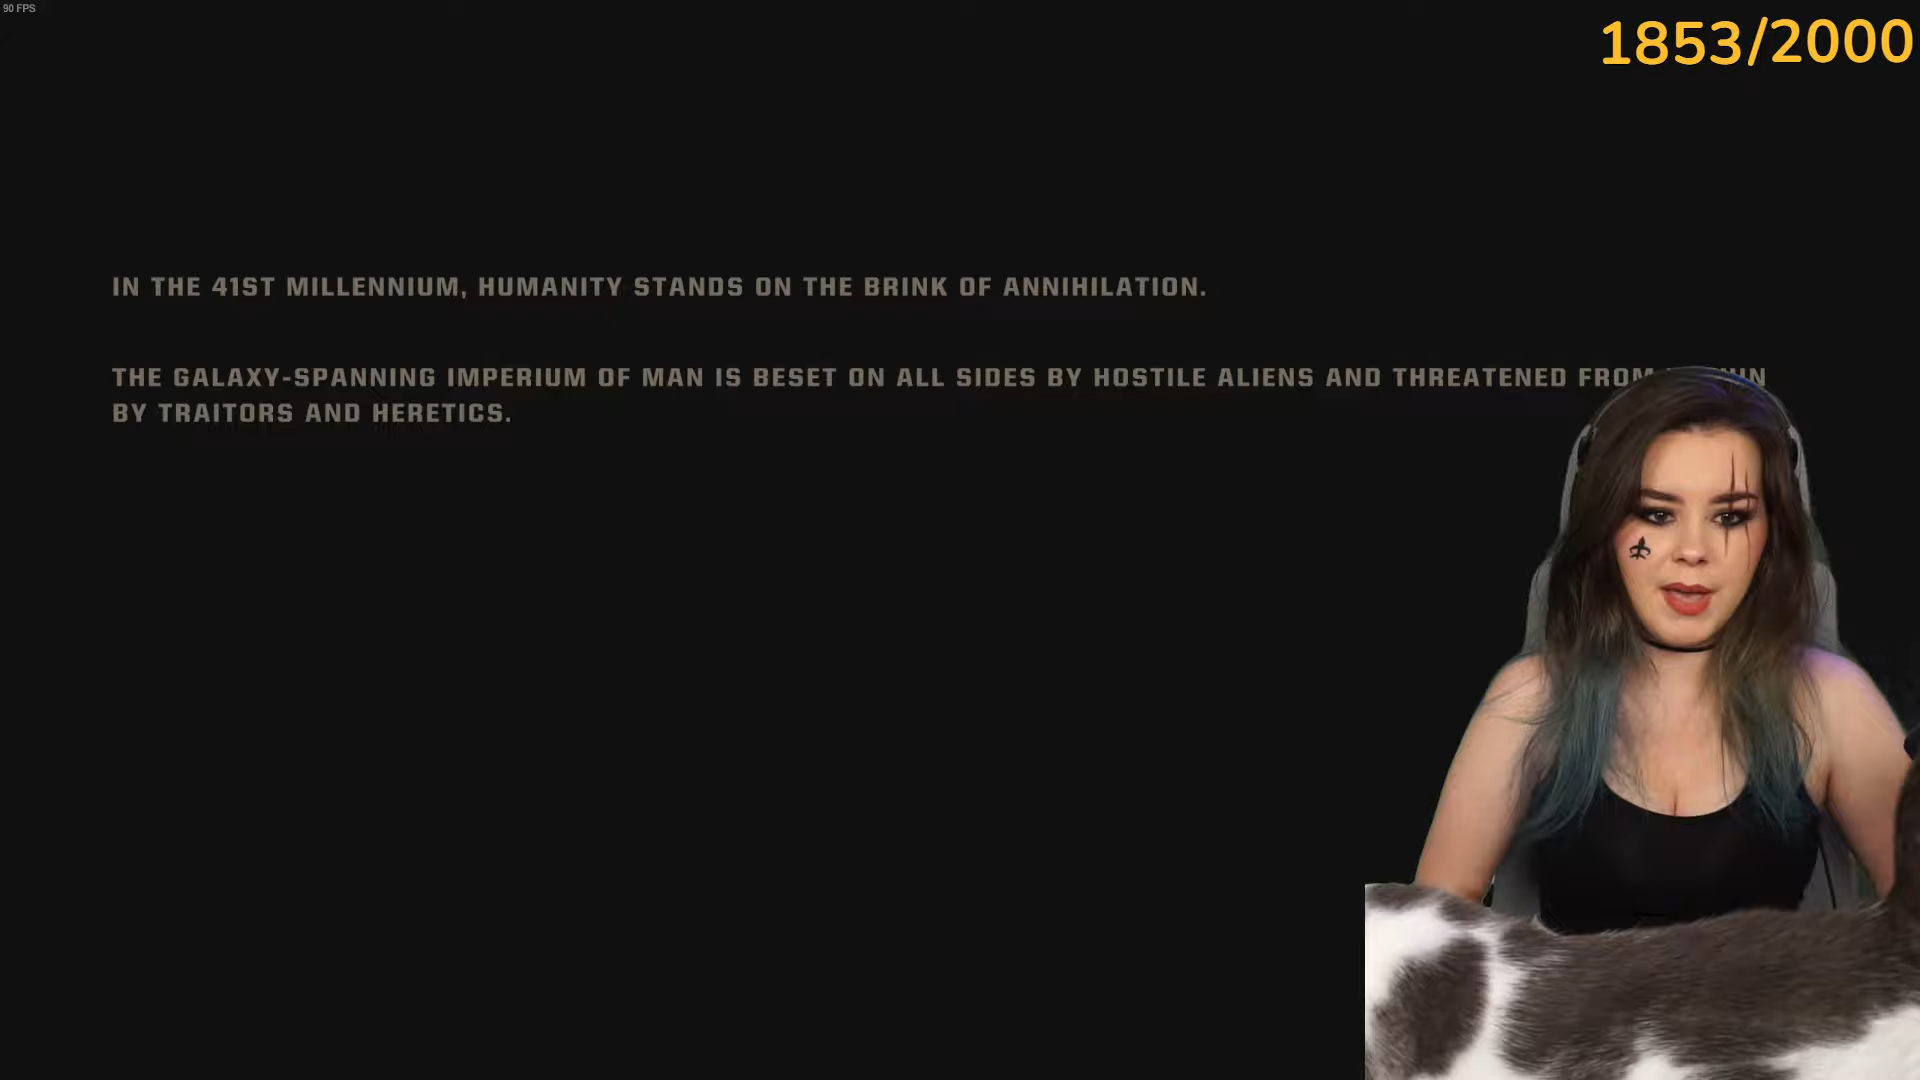 90 FPS
1853/2000
IN THE 41ST MILLENNIUM, HUMANITY STANDS ON THE BRINK OF ANNIHILATION.
THE GALAXY-SPANNING IMPERIUM OF MAN IS BESET ON ALL SIDES BY HOSTILE ALIENS AND THREATENED FROM
BY TRAITORS AND HERETICS.